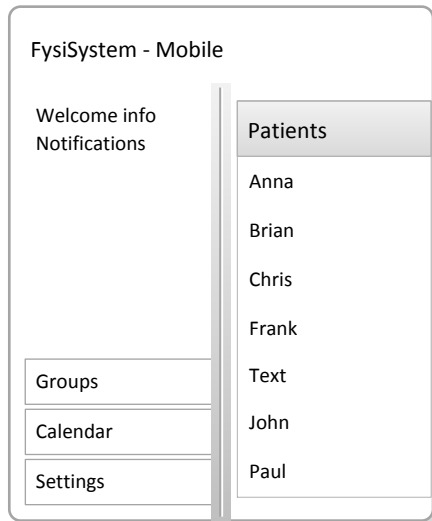 FysiSystem - Mobile
Welcome info
Notifications
Groups
Calendar
Settings
Patients
Anna
Brian
Chris
Frank
Text
John
Paul